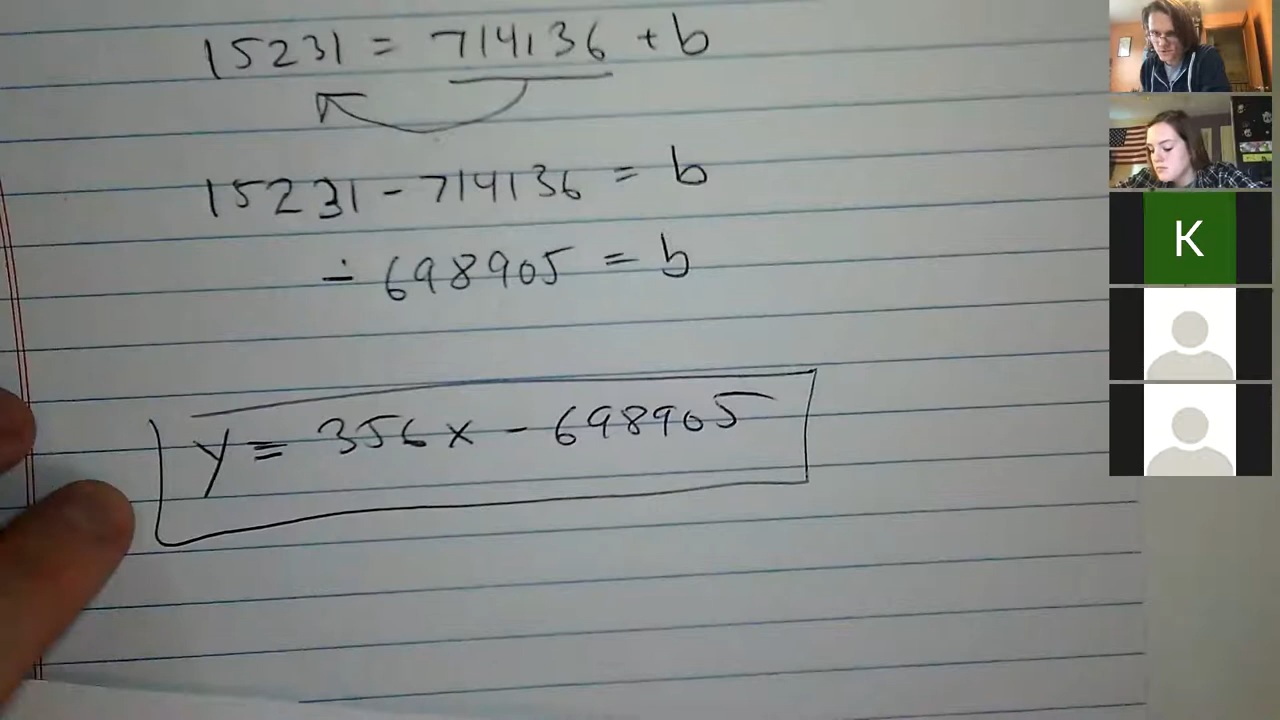 15231 = 714136 + b
15231 - 714136 = b
- 698905 = b
y = 356x - 698905
K